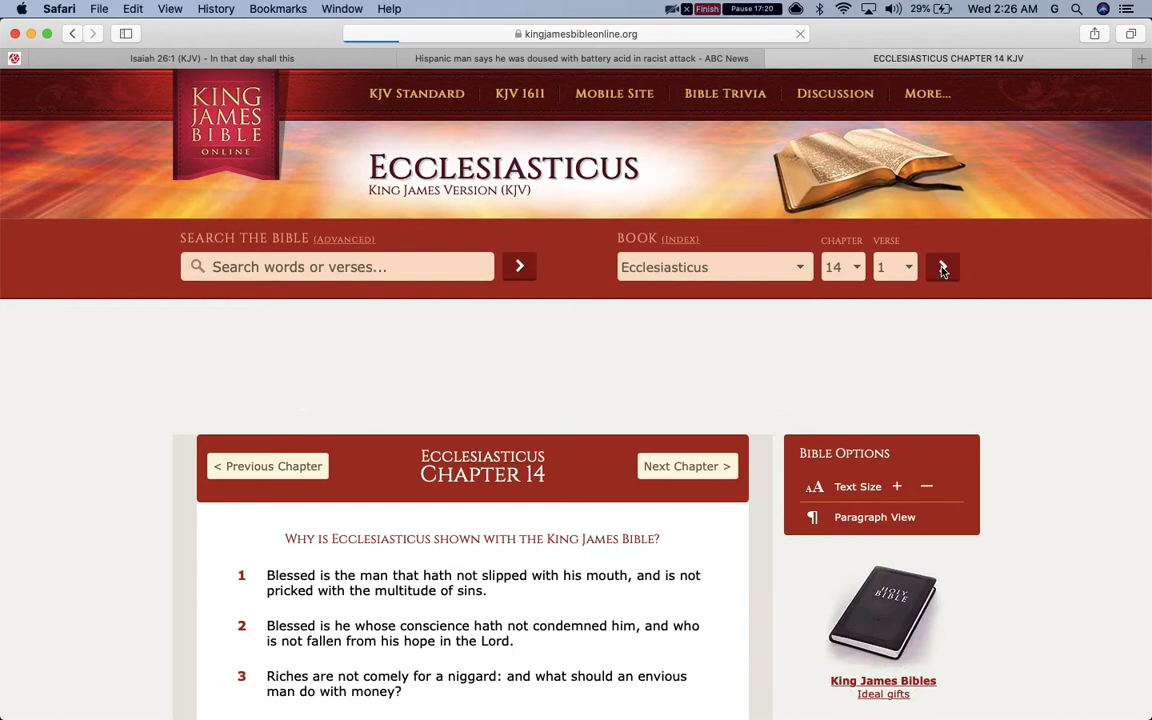 Safari File Edit View History Bookmarks Window Help Finish Pause 17:20 29% Wed 2:26 AM G
kingjamesbibleonline.org
Isaiah 26:1 (KJV) - In that day shall this
Hispanic man says he was doused with battery acid in racist attack - ABC News
ECCLESIASTICUS CHAPTER 14 KJV
KING
JAMES
BIBLE
ONLINE
KJV STANDARD KJV 1611 MOBILE SITE BIBLE TRIVIA DISCUSSION MORE...
ECCLESIASTICUS
KING JAMES VERSION (KJV)
SEARCH THE BIBLE (ADVANCED)
Search words or verses...
BOOK (INDEX) CHAPTER VERSE
Ecclesiasticus 14 1
< Previous Chapter
ECCLESIASTICUS
CHAPTER 14
Next Chapter >
WHY IS ECCLESIASTICUS SHOWN WITH THE KING JAMES BIBLE?
1 Blessed is the man that hath not slipped with his mouth, and is not
pricked with the multitude of sins.
2 Blessed is he whose conscience hath not condemned him, and who
is not fallen from his hope in the Lord.
3 Riches are not comely for a niggard: and what should an envious
man do with money?
BIBLE OPTIONS
AA Text Size + —
¶ Paragraph View
HOLY
BIBLE
King James Bibles
Ideal gifts